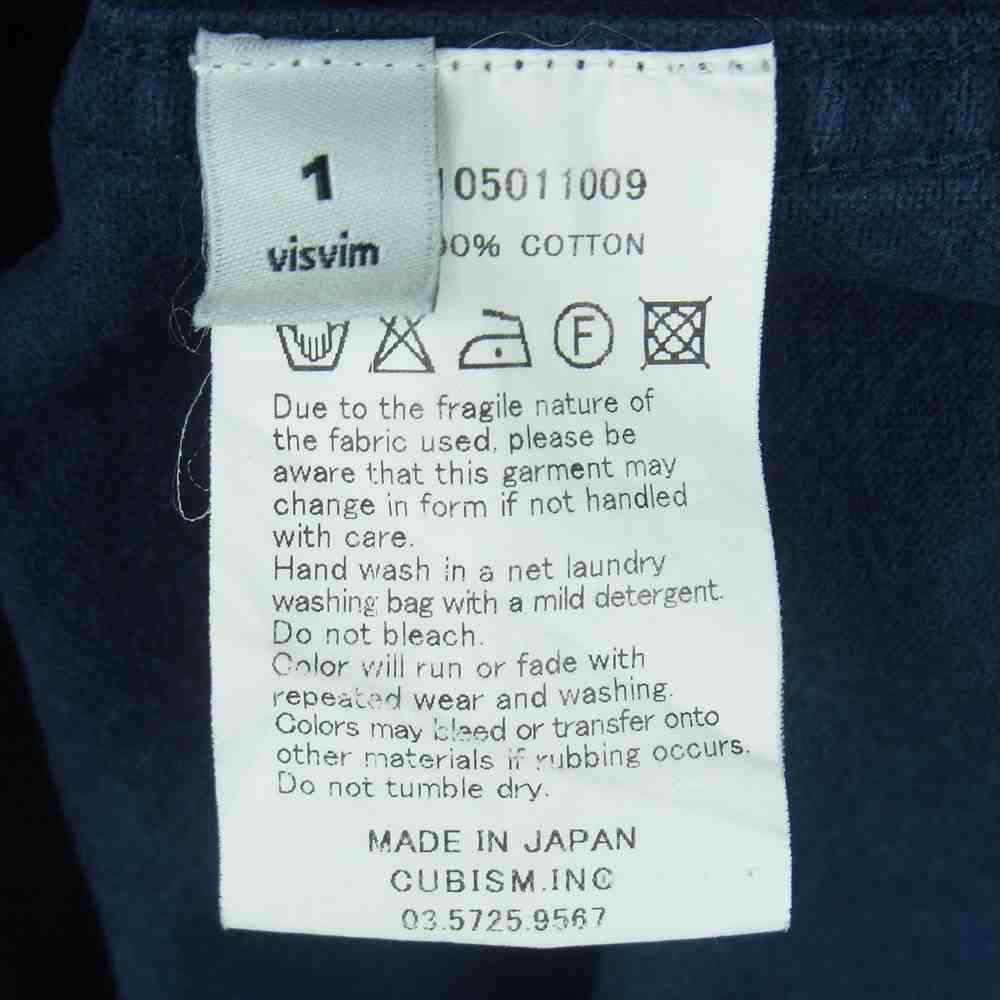 1
visvim
105011009
00% COTTON
F
Due to the fragile nature of
the fabric used, please be
aware that this garment may
change in form if not handled
with care.
Hand wash in a net laundry
washing bag with a mild detergent.
Do not bleach.
Color will run or fade with
repeated wear and washing.
Colors may bleed or transfer onto
other materials if rubbing occurs.
Do not tumble dry.
MADE IN JAPAN
CUBISM.INC
03.5725.9567